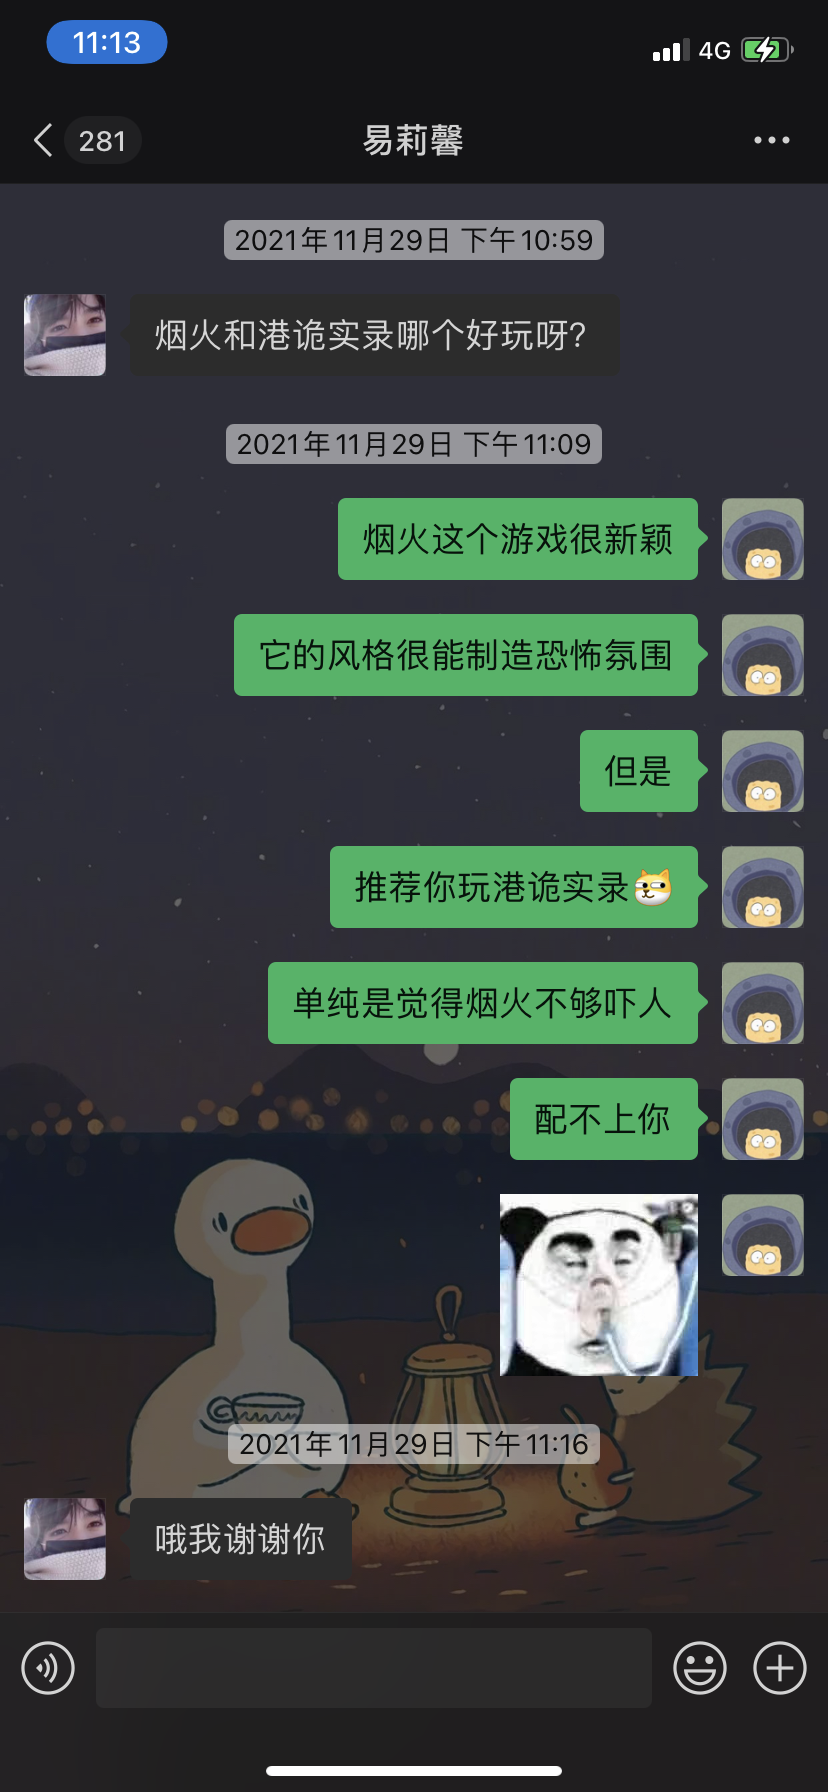 11:13
4G
281
易莉馨
2021年11月29日 下午10:59
烟火和港诡实录哪个好玩呀?
2021年11月29日 下午11:09
烟火这个游戏很新颖
它的风格很能制造恐怖氛围
但是
推荐你玩港诡实录
单纯是觉得烟火不够吓人
配不上你
2021年11月29日 下午11:16
哦我谢谢你